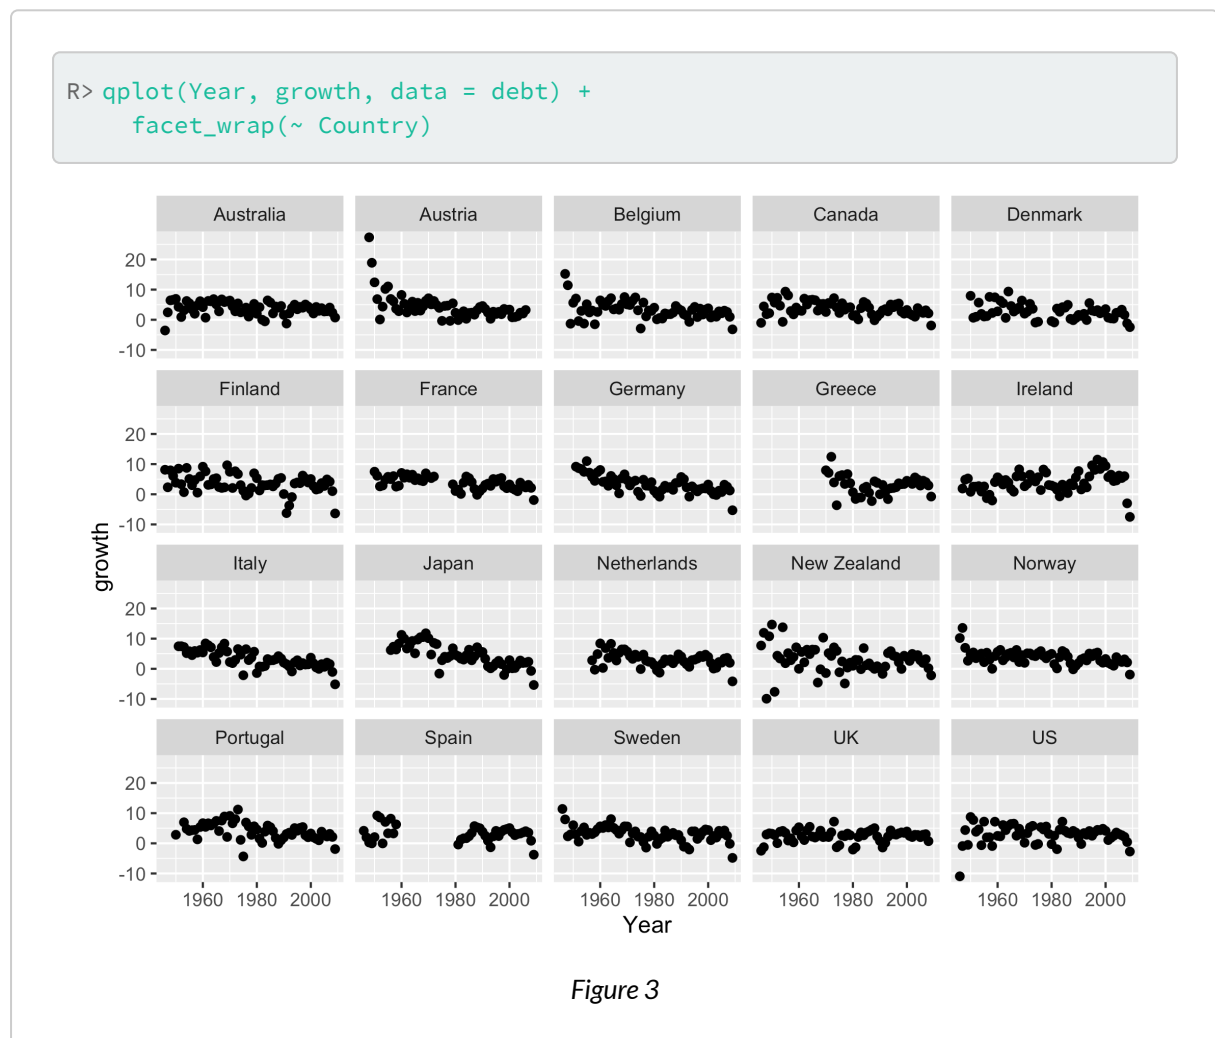 R> qplot(Year, growth, data = debt) +
facet_wrap(~ Country)
Australia Austria Belgium Canada Denmark
20
10
0
-10
Finland France Germany Greece Ireland
20
10
0
-10
Italy Japan Netherlands New Zealand Norway
20
10
0
-10
Portugal Spain Sweden UK US
20
10
0
-10
growth
1960 1980 2000 1960 1980 2000 1960 1980 2000 1960 1980 2000 1960 1980 2000
Year
Figure 3